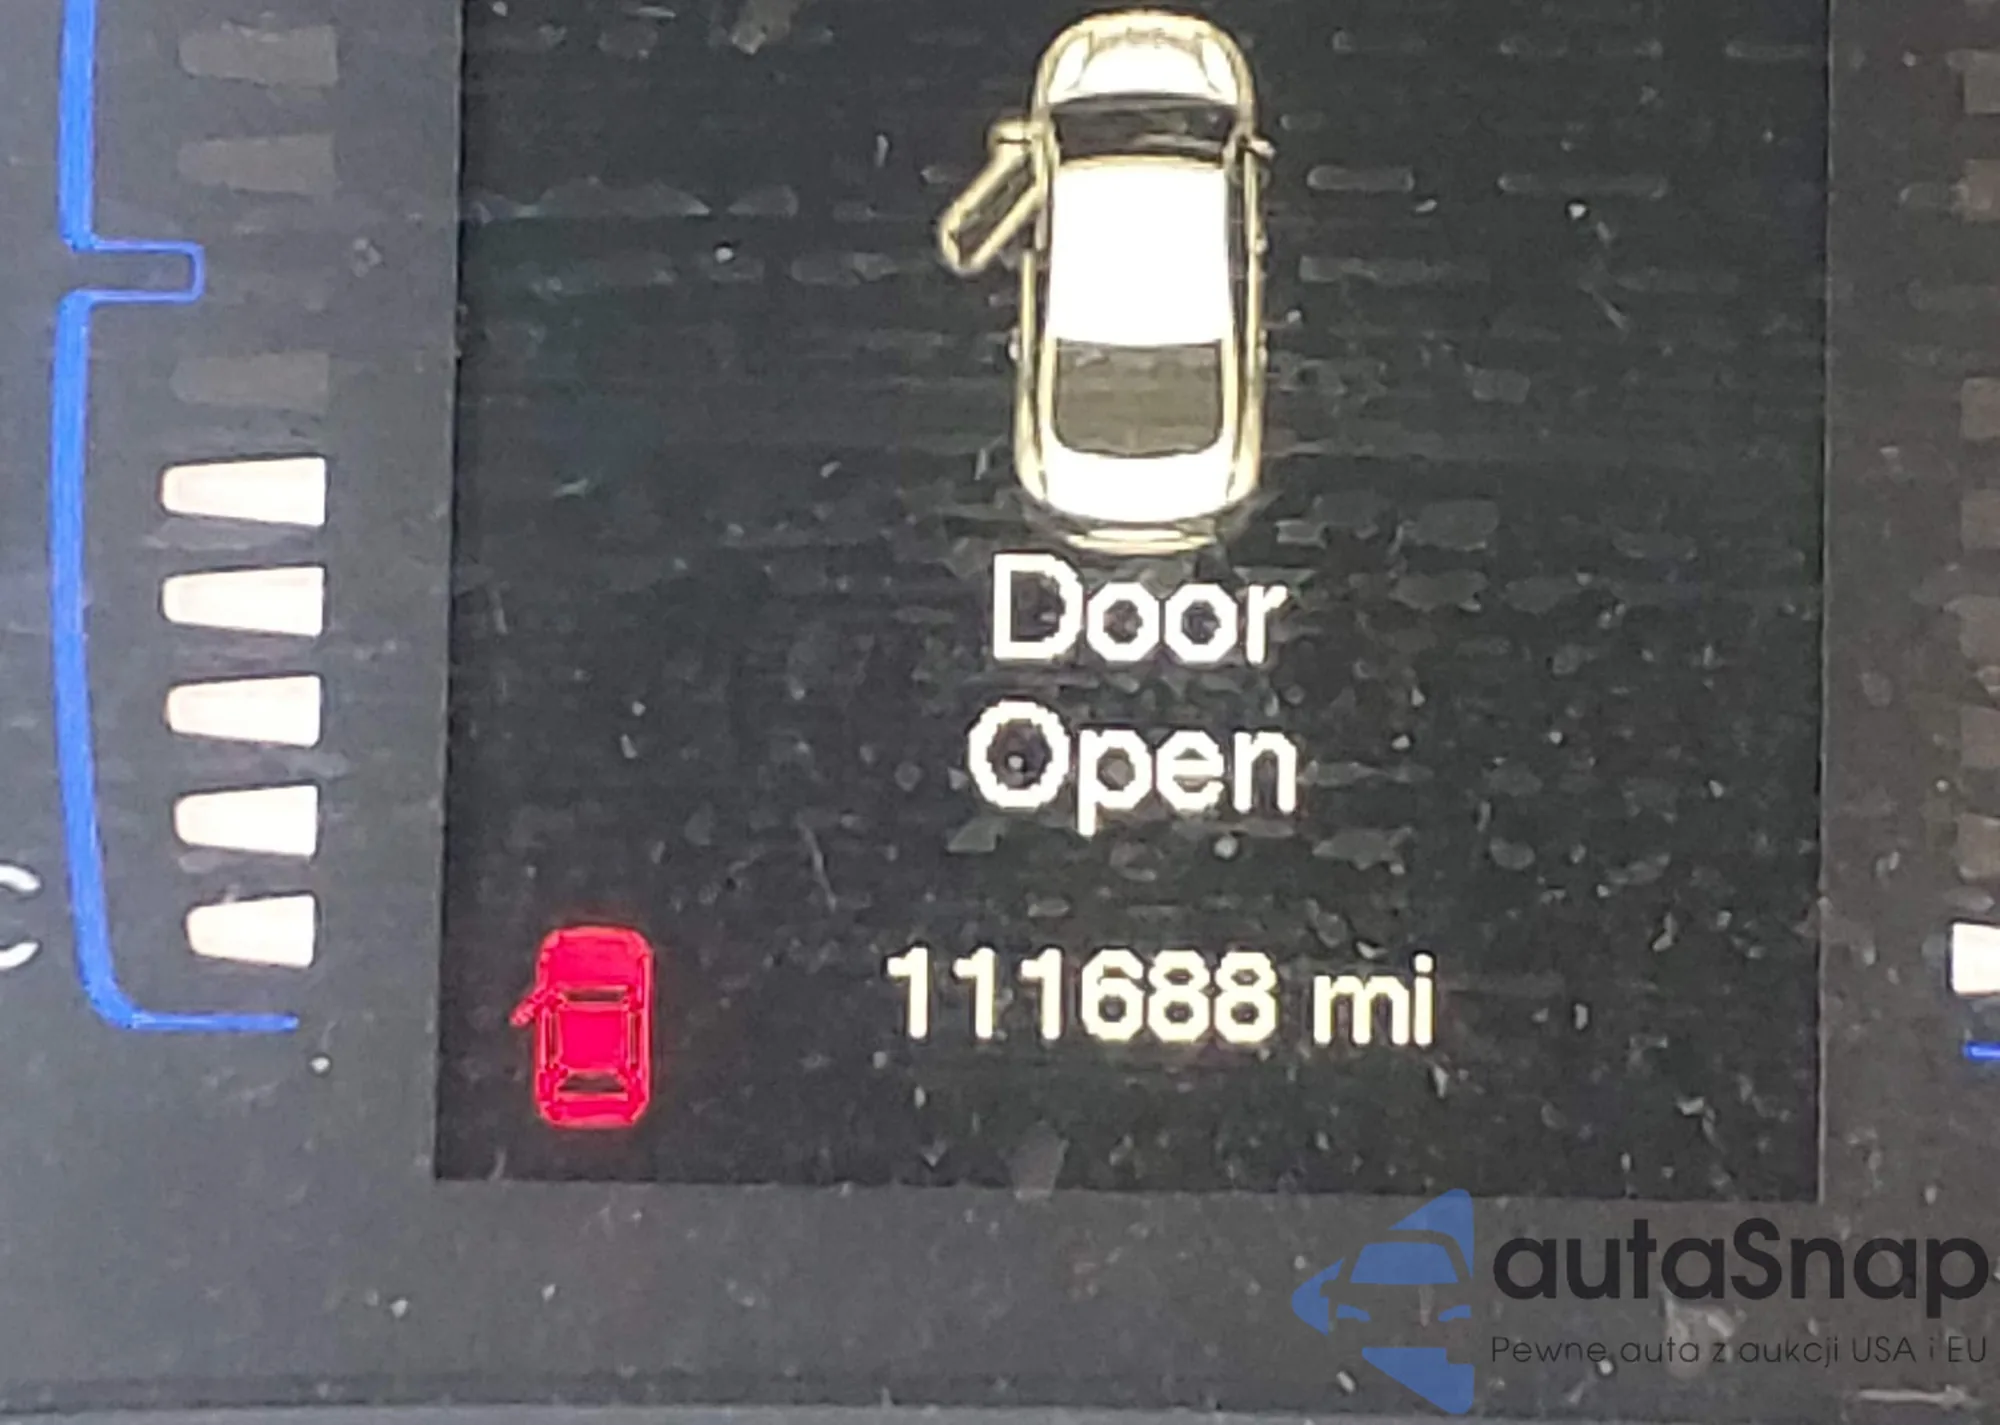 Door
Open
C
111688 mi
autaSnap
Pewne auta z aukcji USA i EU